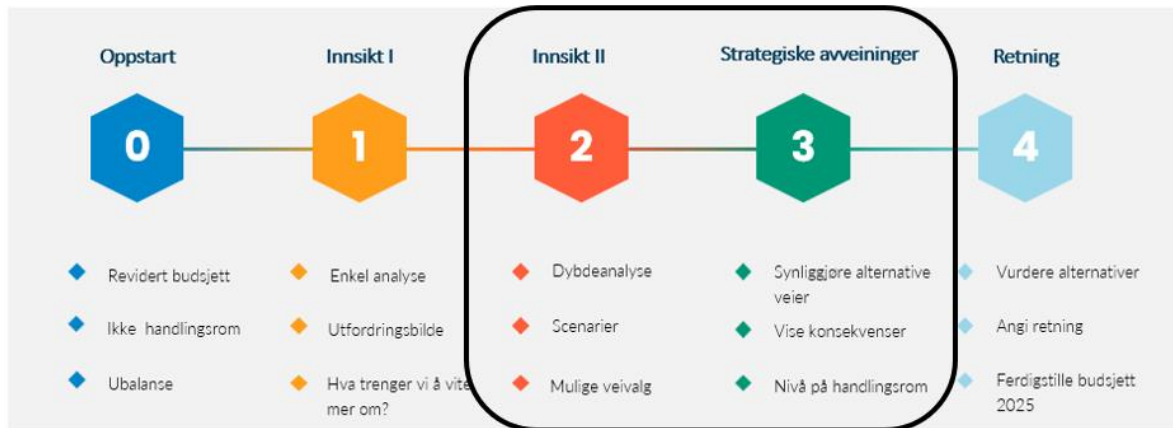 Oppstart
0
Revidert budsjett
Ikke handlingsrom
Ubalanse
Innsikt I
1
Enkel analyse
Utfordringsbilde
Hva trenger vi å vite
mer om?
Innsikt II
2
Dybdeanalyse
Scenarier
Mulige veivalg
Strategiske avveininger
3
Synliggjøre alternative
veier
Vise konsekvenser
Nivå på handlingsrom
Retning
4
Vurdere alternativer
Angi retning
Ferdigstille budsjett
2025